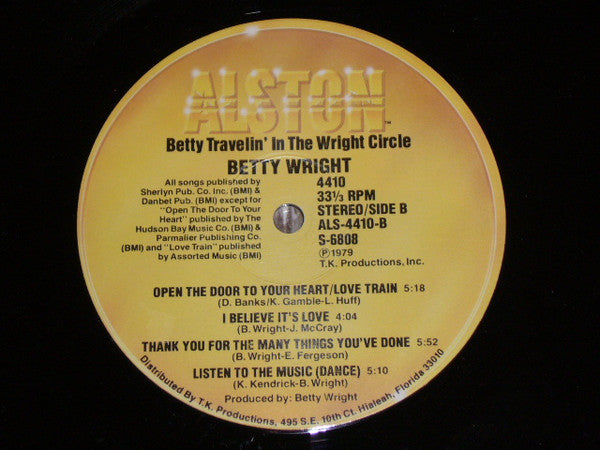 ALSTON
™
Betty Travelin' In The Wright Circle
BETTY WRIGHT
All songs published by
Sherlyn Pub. Co. Inc. (BMI) &
Danbet Pub. (BMI) except for
"Open The Door To Your
Heart" published by The
Hudson Bay Music Co. (BMI) &
Parmalier Publishing Co.
(BMI) and "Love Train" published
by Assorted Music (BMI)
4410
33⅓ RPM
STEREO/SIDE B
ALS-4410-B
S-6808
Ⓟ1979
T.K. Productions, Inc.
OPEN THE DOOR TO YOUR HEART/LOVE TRAIN 5:18
(D. Banks/K. Gamble-L. Huff)
I BELIEVE IT'S LOVE 4:04
(B. Wright-J. McCray)
THANK YOU FOR THE MANY THINGS YOU'VE DONE 5:52
(B. Wright-E. Fergeson)
LISTEN TO THE MUSIC (DANCE) 5:10
(K. Kendrick-B. Wright)
Produced by: Betty Wright
Distributed By T.K. Productions, 495 S.E. 10th Ct. Hialeah, Florida 33010